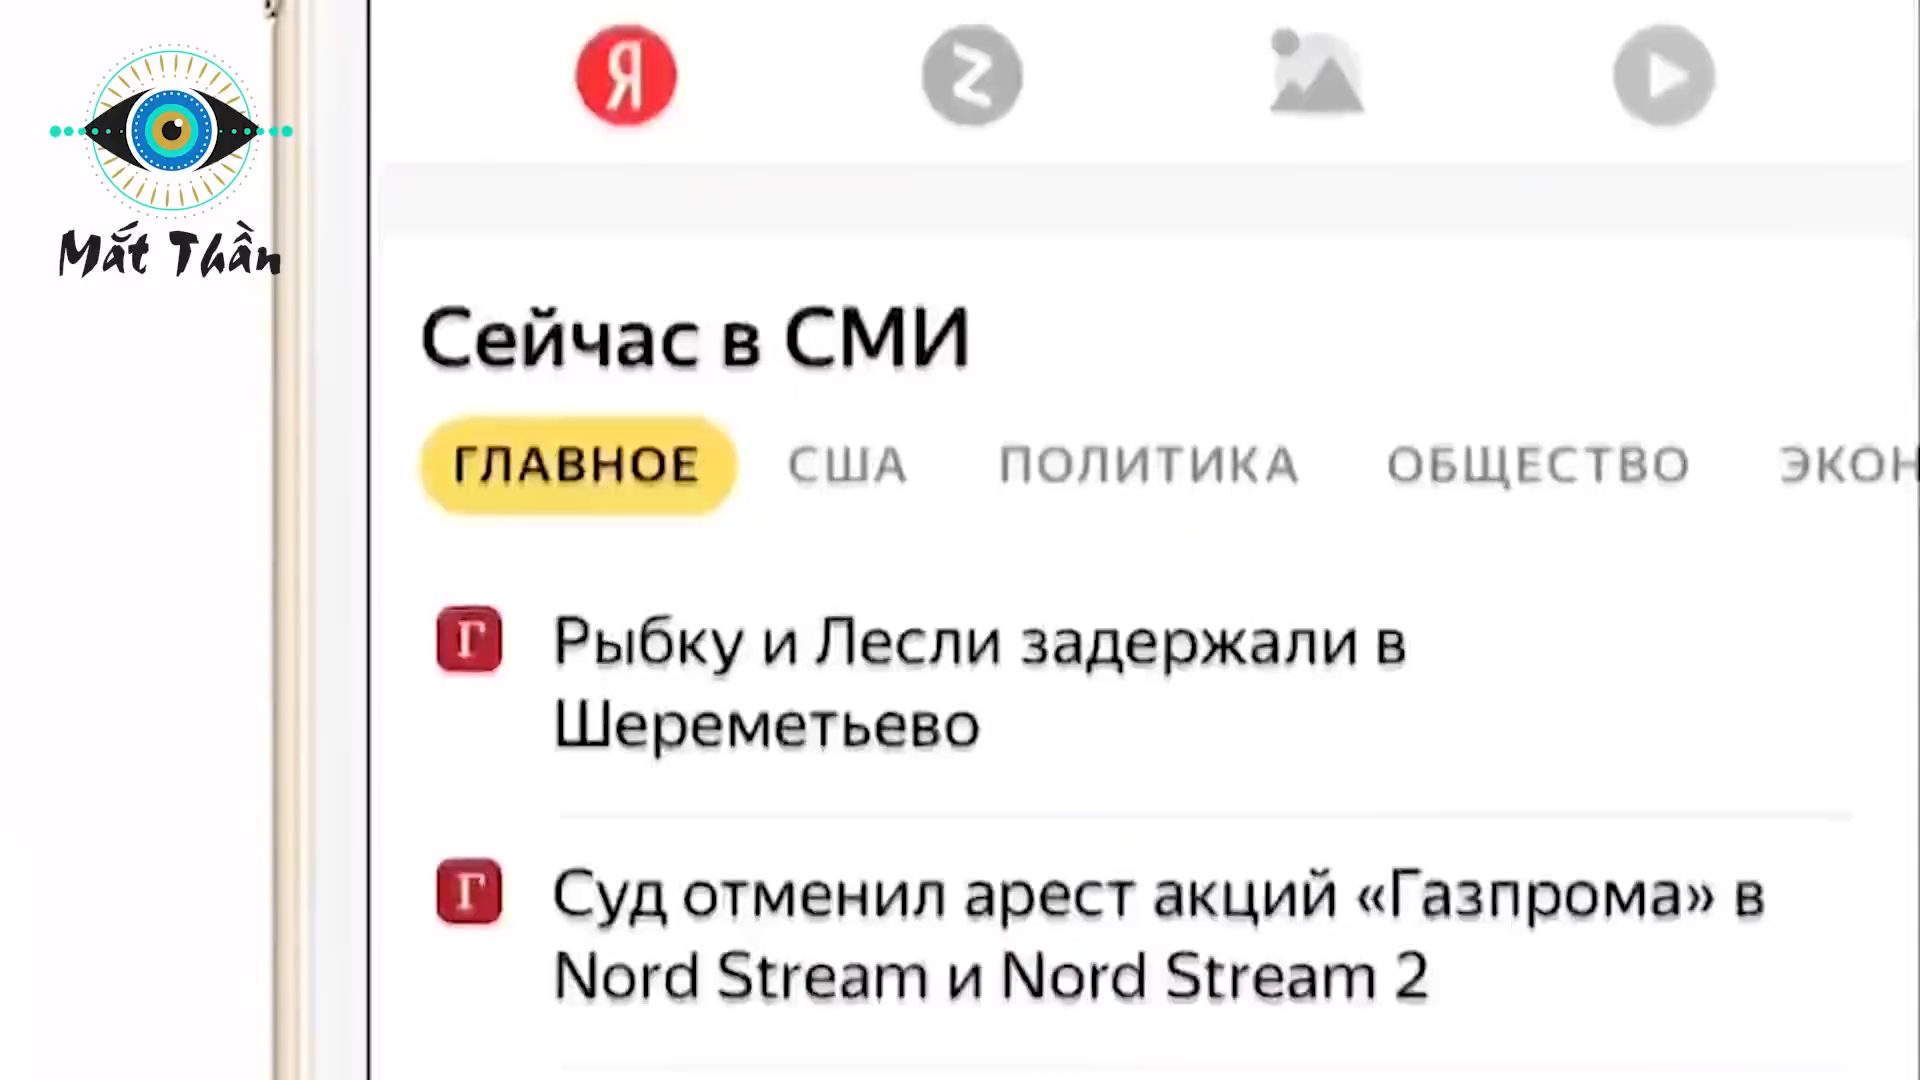 Mắt Thần
Я
Сейчас в СМИ
ГЛАВНОЕ США ПОЛИТИКА ОБЩЕСТВО ЭКОН
Г Рыбку и Лесли задержали в
Шереметьево
Г Суд отменил арест акций «Газпрома» в
Nord Stream и Nord Stream 2